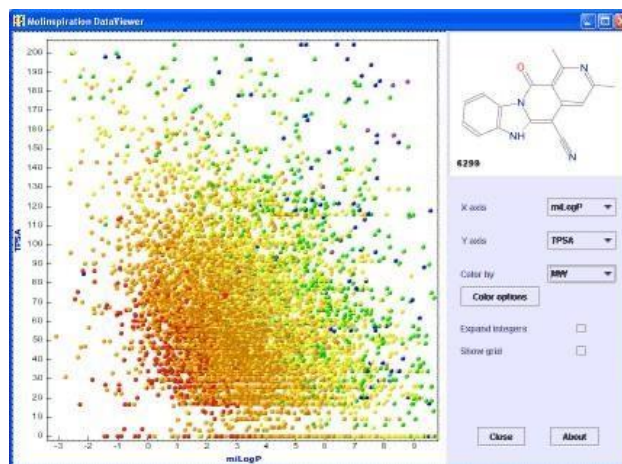 Molinspiration DataViewer
200
190
180
170
160
150
140
130
120
110
100
90
80
70
60
50
40
30
20
10
0
TPSA
-3 -2 -1 0 1 2 3 4 5 6 7 8 9
miLogP
O
N
N
NH
N
6299
X axis miLogP
Y axis TPSA
Color by MW
Color options
Expand integers
Show grid
Close About